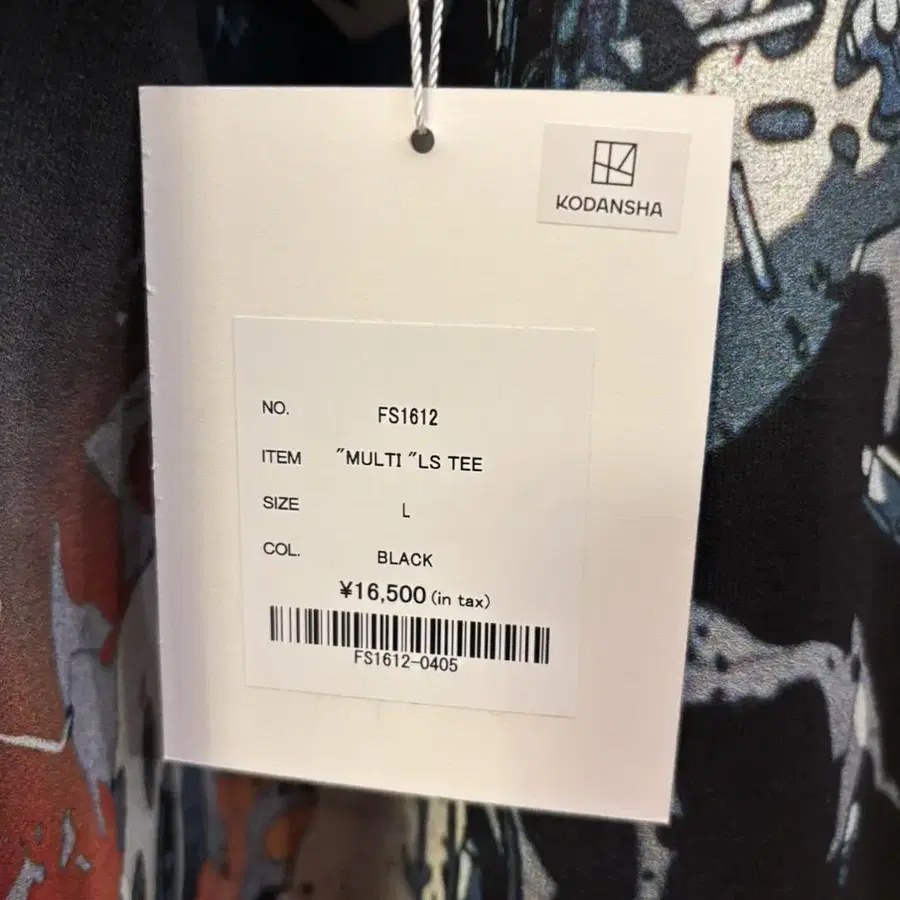 KODANSHA
NO. FS1612
ITEM "MULTI "LS TEE
SIZE L
COL. BLACK
¥16,500 (in tax)
FS1612-0405